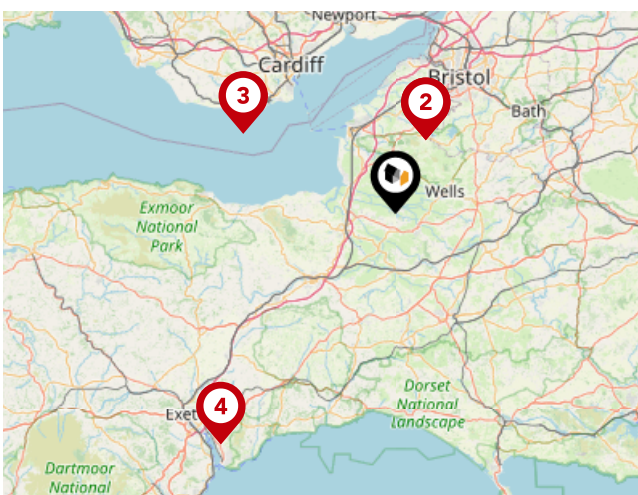 Newport
Cardiff
Bristol
3
2
Bath
Wells
Exmoor
National
Park
Dorset
National
Landscape
4
Exet
Dartmoor
National